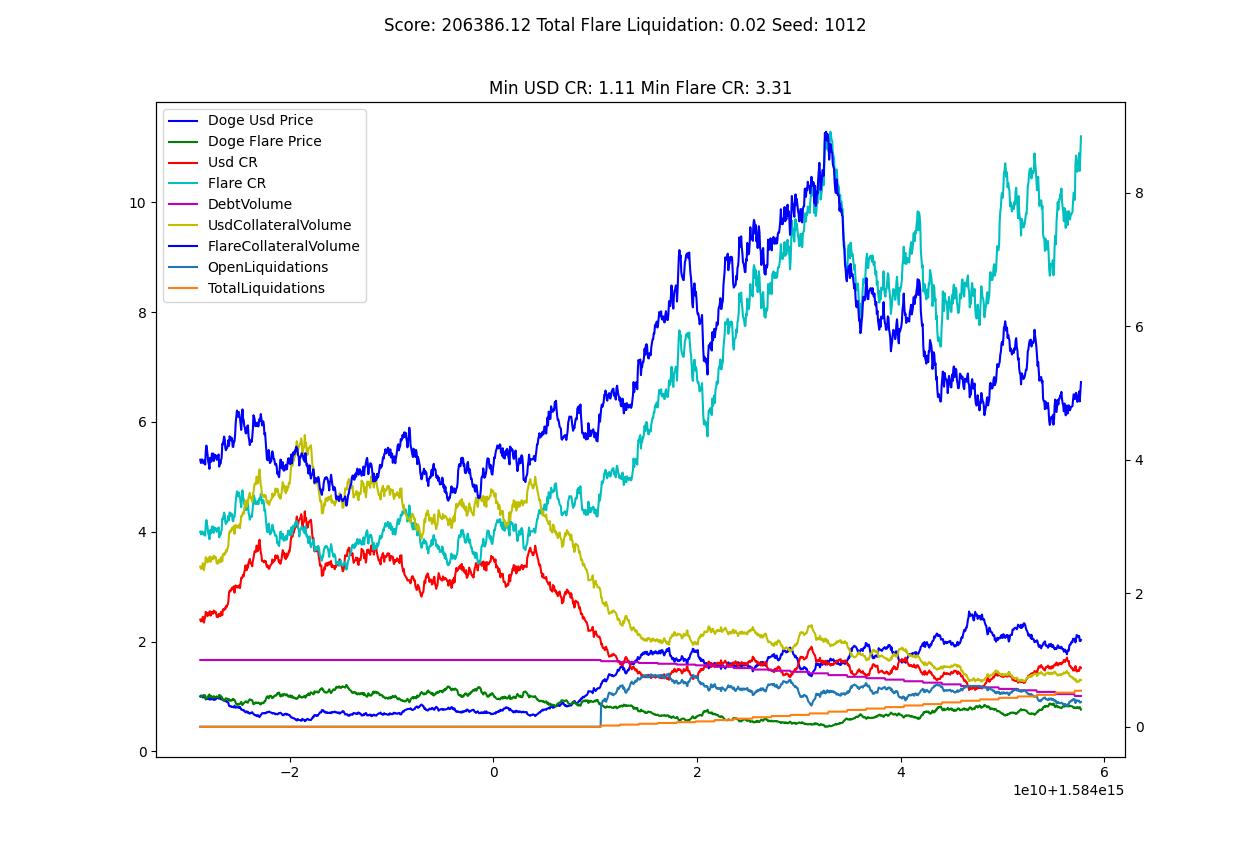 Score: 206386.12 Total Flare Liquidation: 0.02 Seed: 1012
Min USD CR: 1.11 Min Flare CR: 3.31
Doge Usd Price
Doge Flare Price
Usd CR
Flare CR
DebtVolume
UsdCollateralVolume
FlareCollateralVolume
OpenLiquidations
TotalLiquidations
10
8
6
4
2
0
8
6
4
2
0
−2 0 2 4 6
1e10+1.584e15